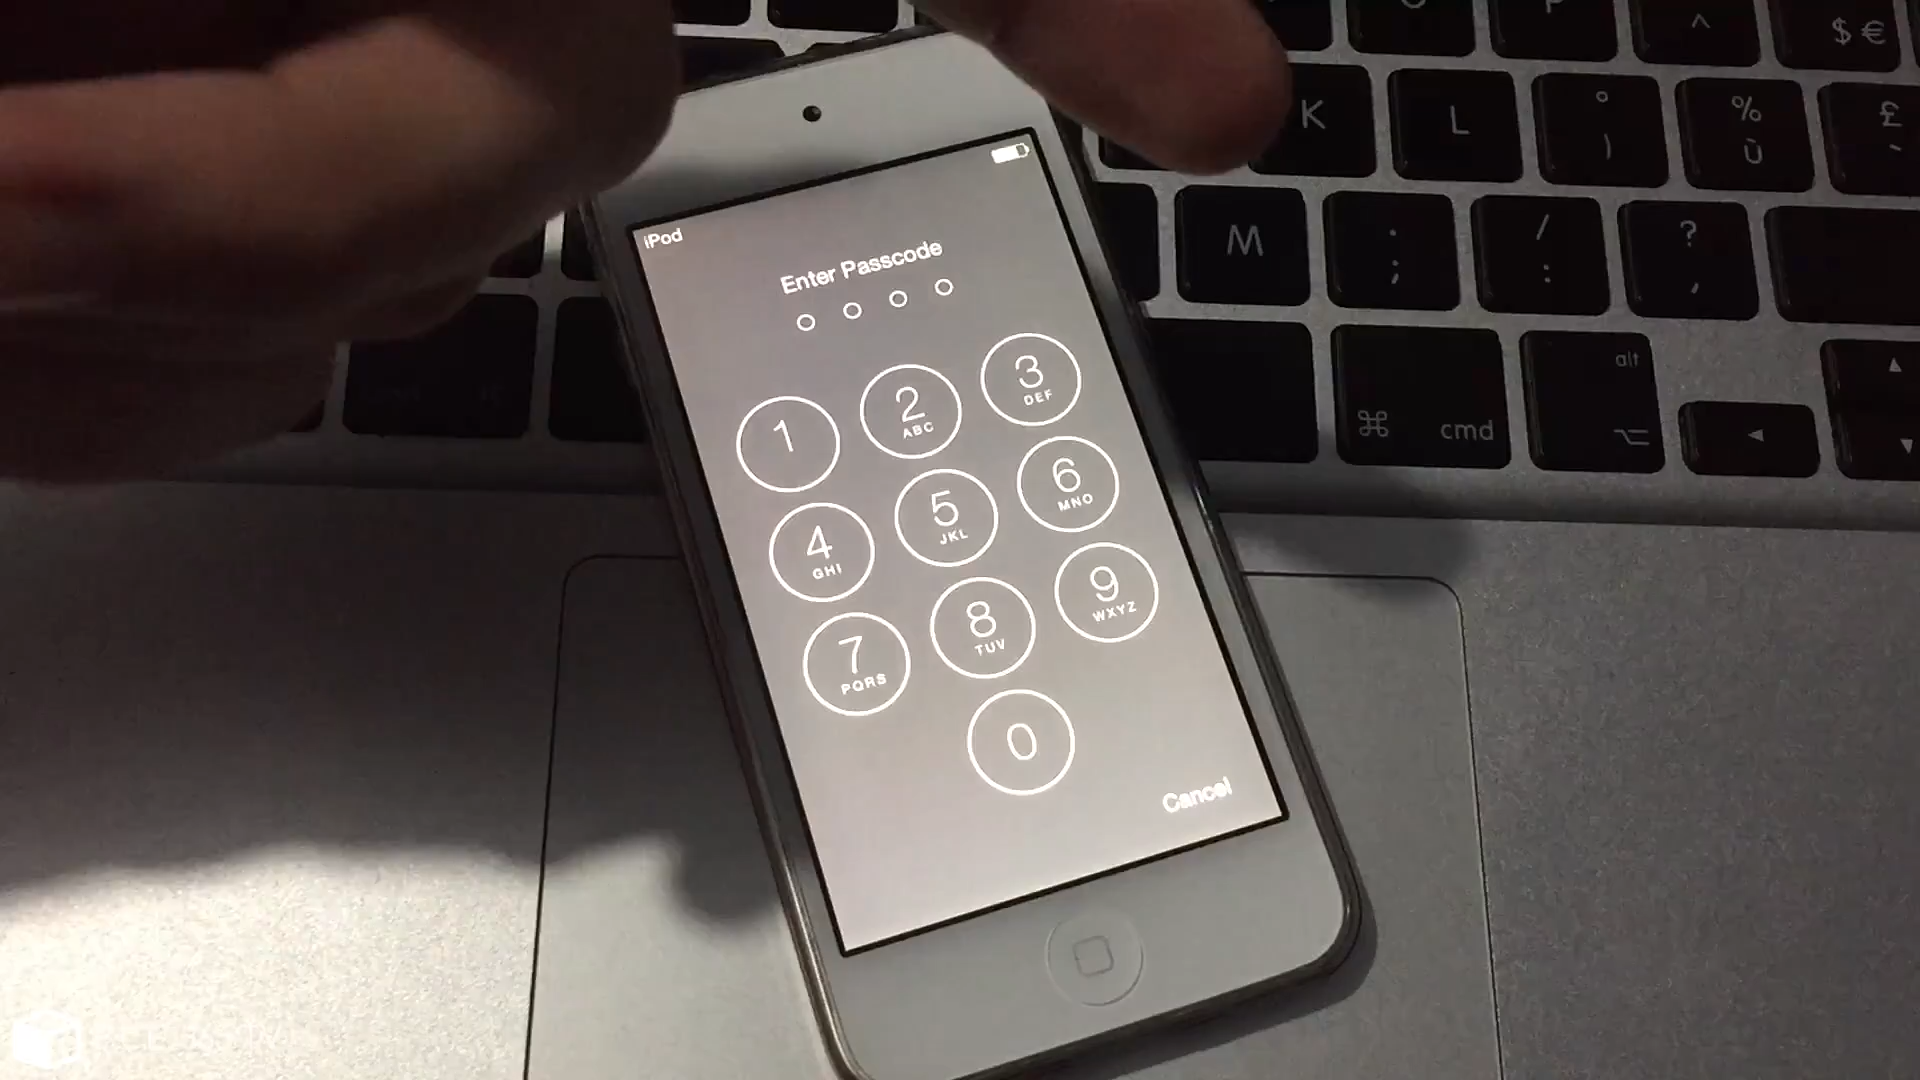 $ €
^
K
L
°
)
%
ù
£
`
iPod
Enter Passcode
M
.
;
/
:
?
,
1
2
ABC
3
DEF
4
GHI
5
JKL
6
MNO
7
PQRS
8
TUV
9
WXYZ
0
Cancel
alt
⌥
⌘ cmd
◄
▲
▼